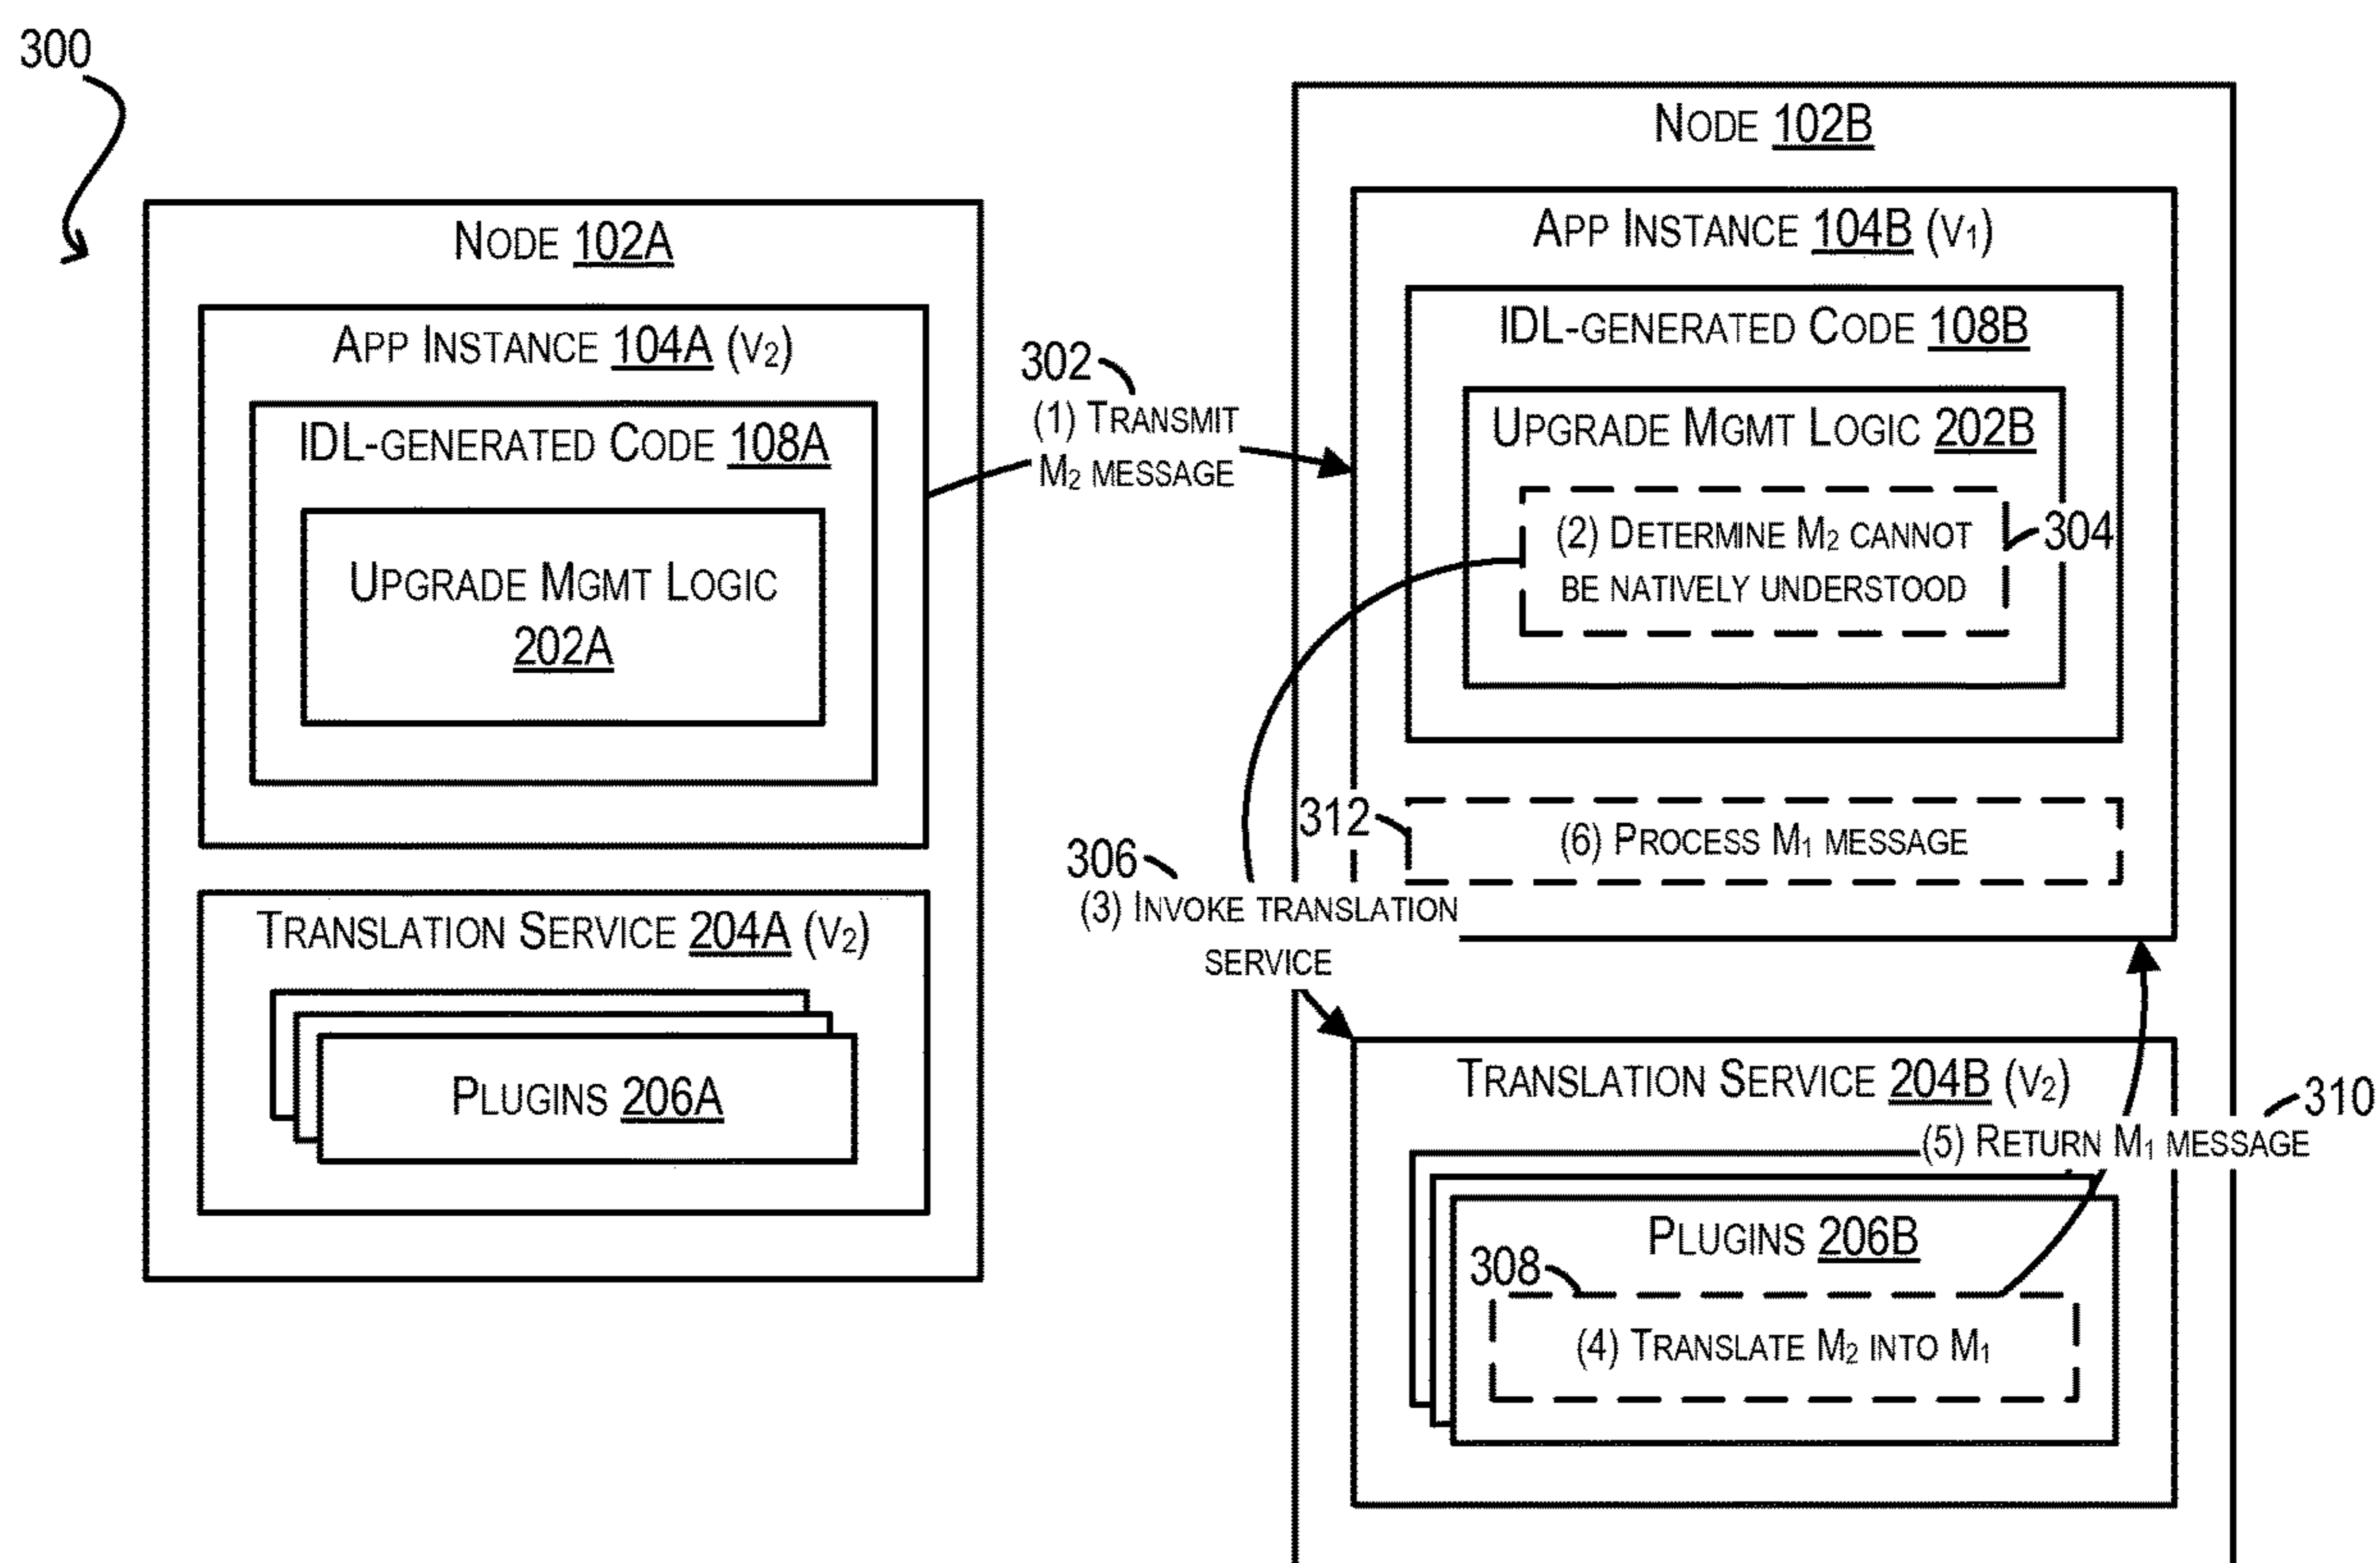 300
NODE 102A
APP INSTANCE 104A (V₂)
IDL-GENERATED CODE 108A
UPGRADE MGMT LOGIC
202A
TRANSLATION SERVICE 204A (V₂)
PLUGINS 206A
302
(1) TRANSMIT
M₂ MESSAGE
NODE 102B
APP INSTANCE 104B (V₁)
IDL-GENERATED CODE 108B
UPGRADE MGMT LOGIC 202B
(2) DETERMINE M₂ CANNOT
BE NATIVELY UNDERSTOOD
304
312
(6) PROCESS M₁ MESSAGE
306
(3) INVOKE TRANSLATION
SERVICE
TRANSLATION SERVICE 204B (V₂)
310
(5) RETURN M₁ MESSAGE
PLUGINS 206B
308
(4) TRANSLATE M₂ INTO M₁